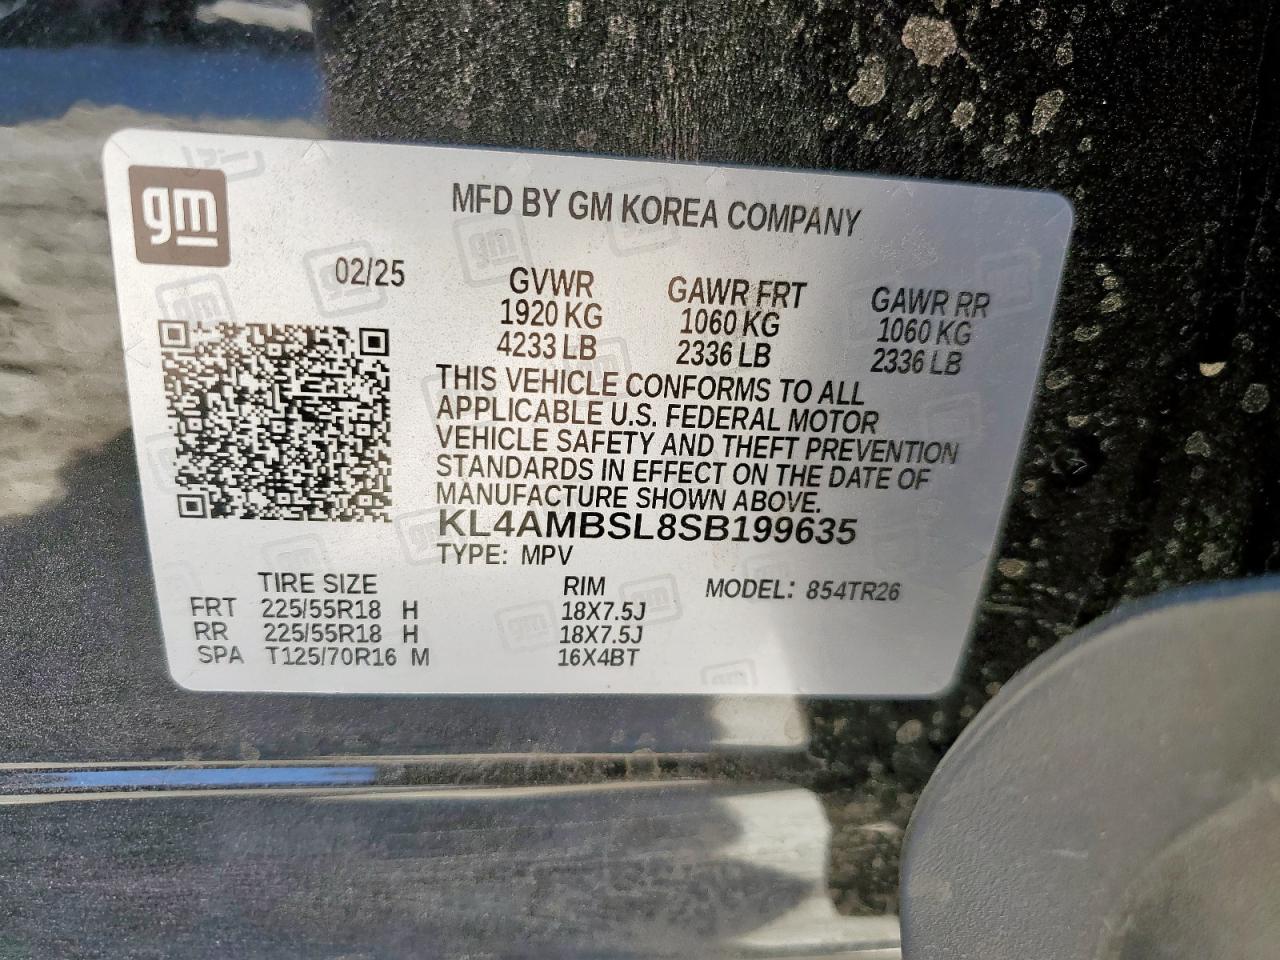 gm
MFD BY GM KOREA COMPANY
02/25
GVWR GAWR FRT GAWR RR
1920 KG 1060 KG 1060 KG
4233 LB 2336 LB 2336 LB
THIS VEHICLE CONFORMS TO ALL
APPLICABLE U.S. FEDERAL MOTOR
VEHICLE SAFETY AND THEFT PREVENTION
STANDARDS IN EFFECT ON THE DATE OF
MANUFACTURE SHOWN ABOVE.
KL4AMBSL8SB199635
TYPE: MPV
TIRE SIZE RIM MODEL: 854TR26
FRT 225/55R18 H 18X7.5J
RR 225/55R18 H 18X7.5J
SPA T125/70R16 M 16X4BT